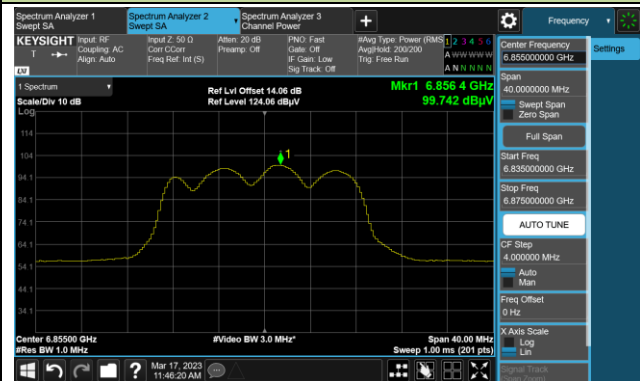 Spectrum Analyzer 1
Swept SA
Spectrum Analyzer 2
Swept SA
Spectrum Analyzer 3
Channel Power
Frequency
KEYSIGHT
T
LXI
Input: RF
Coupling: AC
Align: Auto
Input Z: 50 Ω
Corr CCorr
Freq Ref: Int (S)
Atten: 20 dB
Preamp: Off
PNO: Fast
Gate: Off
IF Gain: Low
Sig Track: Off
#Avg Type: Power (RMS
Avg|Hold: 200/200
Trig: Free Run
1 2 3 4 5 6
A W W W W W
A N N N N N
Center Frequency
6.855000000 GHz
Settings
Span
40.0000000 MHz
Swept Span
Zero Span
Full Span
Start Freq
6.835000000 GHz
Stop Freq
6.875000000 GHz
AUTO TUNE
CF Step
4.000000 MHz
Auto
Man
Freq Offset
0 Hz
X Axis Scale
Log
Lin
Signal Track
(Span Zoom)
1 Spectrum
Scale/Div 10 dB
Ref Lvl Offset 14.06 dB
Ref Level 124.06 dBµV
Mkr1 6.856 4 GHz
99.742 dBµV
Log
114
104
94.1
84.1
74.1
64.1
54.1
44.1
34.1
1
Center 6.85500 GHz
#Res BW 1.0 MHz
#Video BW 3.0 MHz*
Span 40.00 MHz
Sweep 1.00 ms (201 pts)
Mar 17, 2023
11:46:20 AM